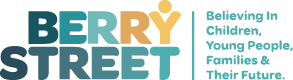 BERRY
STREET
Believing In
Children,
Young People,
Families &
Their Future.